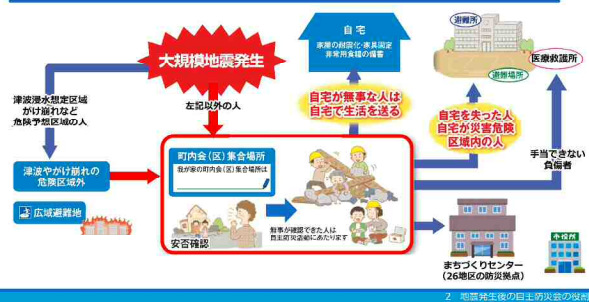 大規模地震発生
津波浸水想定区域
がけ崩れなど
危険予想区域の人
左記以外の人
津波やがけ崩れの
危険区域外
広域避難地
町内会(区)集合場所
我が家の町内会(区)集合場所は
安否確認
無事が確認できた人は
自主防災活動にあたります
自宅
家屋の耐震化・家具固定
非常用食糧の備蓄
自宅が無事な人は
自宅で生活を送る
避難所
避難場所
医療救護所
自宅を失った人
自宅が災害危険
区域内の人
手当できない
負傷者
まちづくりセンター
(26地区の防災拠点)
市役所
2 地震発生後の自主防災会の役割